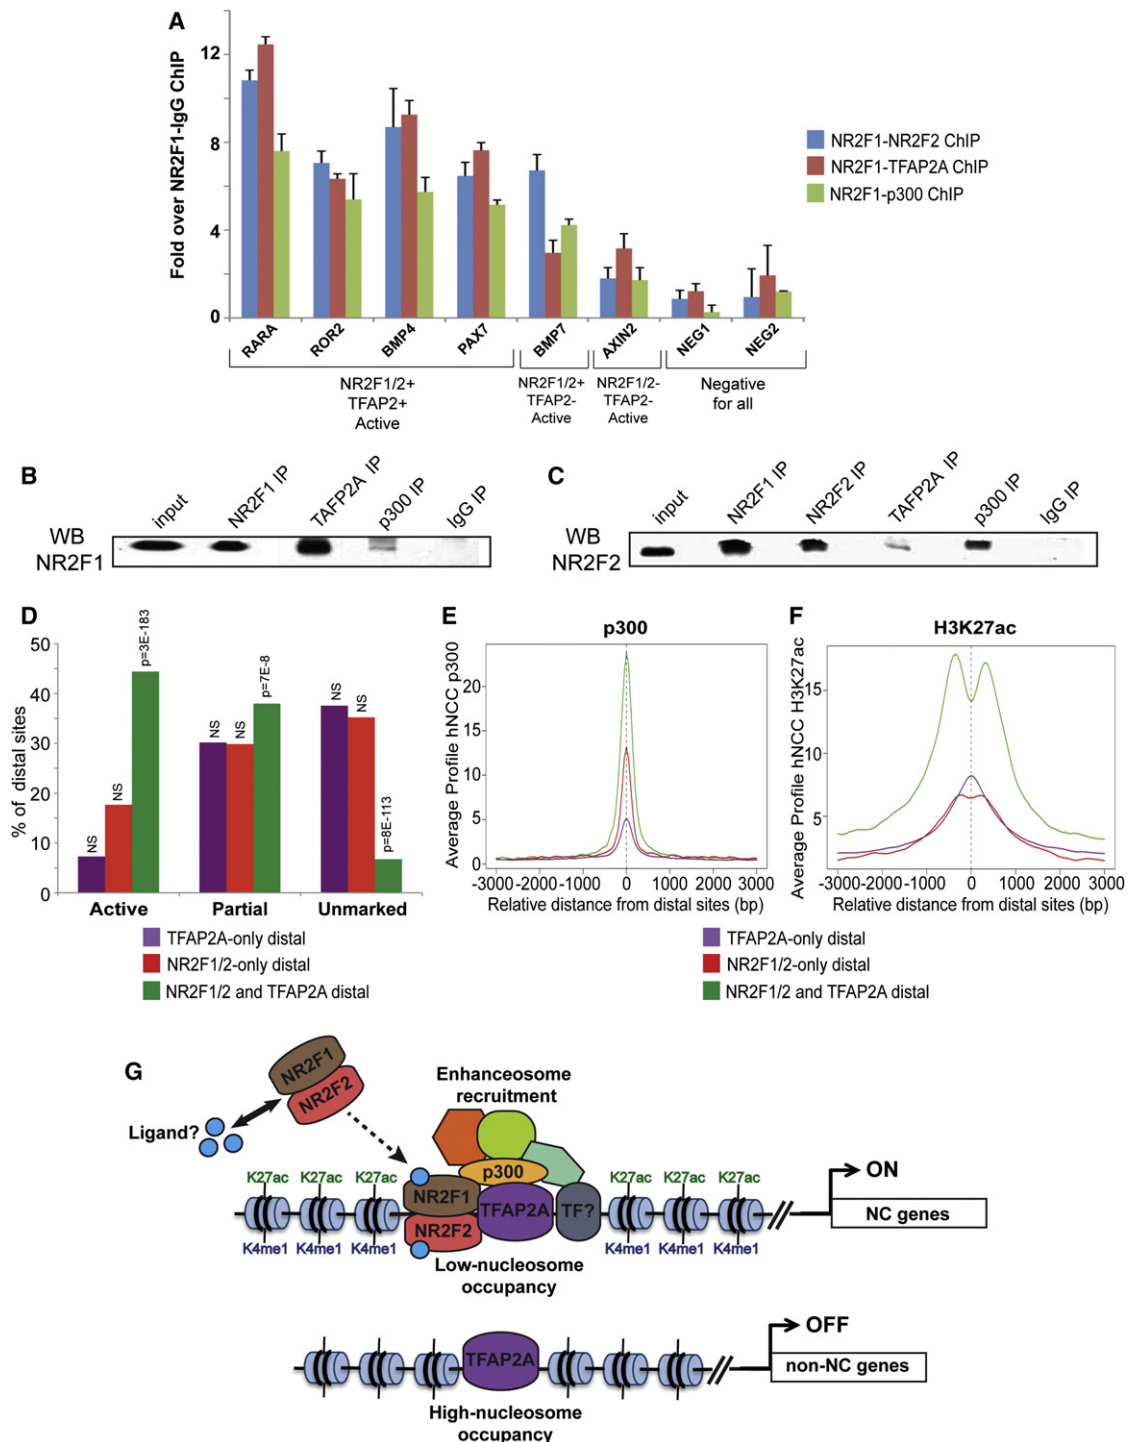 A
Fold over NR2F1-IgG ChIP
12
8
4
0
NR2F1-NR2F2 ChIP
NR2F1-TFAP2A ChIP
NR2F1-p300 ChIP
RARA
ROR2
BMP4
PAX7
BMP7
AXIN2
NEG1
NEG2
NR2F1/2+
TFAP2+
Active
NR2F1/2+
TFAP2-
Active
NR2F1/2-
TFAP2-
Active
Negative
for all
B
input
NR2F1 IP
TAFP2A IP
p300 IP
IgG IP
WB
NR2F1
C
input
NR2F1 IP
NR2F2 IP
TAFP2A IP
p300 IP
IgG IP
WB
NR2F2
D
% of distal sites
50
40
30
20
10
0
NS
NS
p=3E-183
NS
NS
p=7E-8
NS
NS
p=8E-113
Active
Partial
Unmarked
TFAP2A-only distal
NR2F1/2-only distal
NR2F1/2 and TFAP2A distal
E
p300
Average Profile hNCC p300
20
15
10
5
0
-3000
-2000
-1000
0
1000
2000
3000
Relative distance from distal sites (bp)
F
H3K27ac
Average Profile hNCC H3K27ac
15
10
5
-3000
-2000
-1000
0
1000
2000
3000
Relative distance from distal sites (bp)
TFAP2A-only distal
NR2F1/2-only distal
NR2F1/2 and TFAP2A distal
G
NR2F1
NR2F2
Ligand?
Enhanceosome
recruitment
p300
K27ac
K27ac
K27ac
NR2F1
NR2F2
TFAP2A
TF?
K27ac
K27ac
K27ac
K4me1
K4me1
K4me1
K4me1
K4me1
K4me1
ON
NC genes
Low-nucleosome
occupancy
TFAP2A
OFF
non-NC genes
High-nucleosome
occupancy